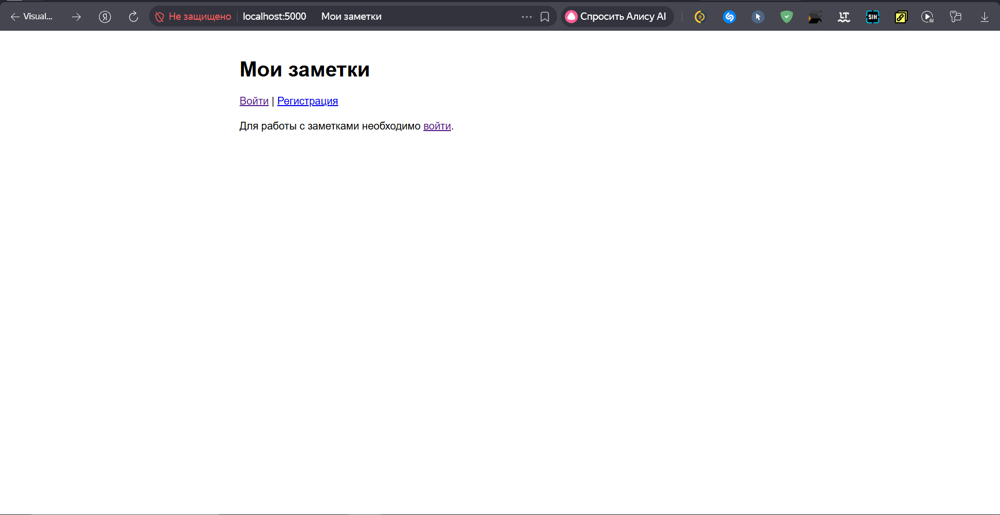 Visual... Не защищено localhost:5000 Мои заметки Спросить Алису AI
Мои заметки
Войти | Регистрация
Для работы с заметками необходимо войти.